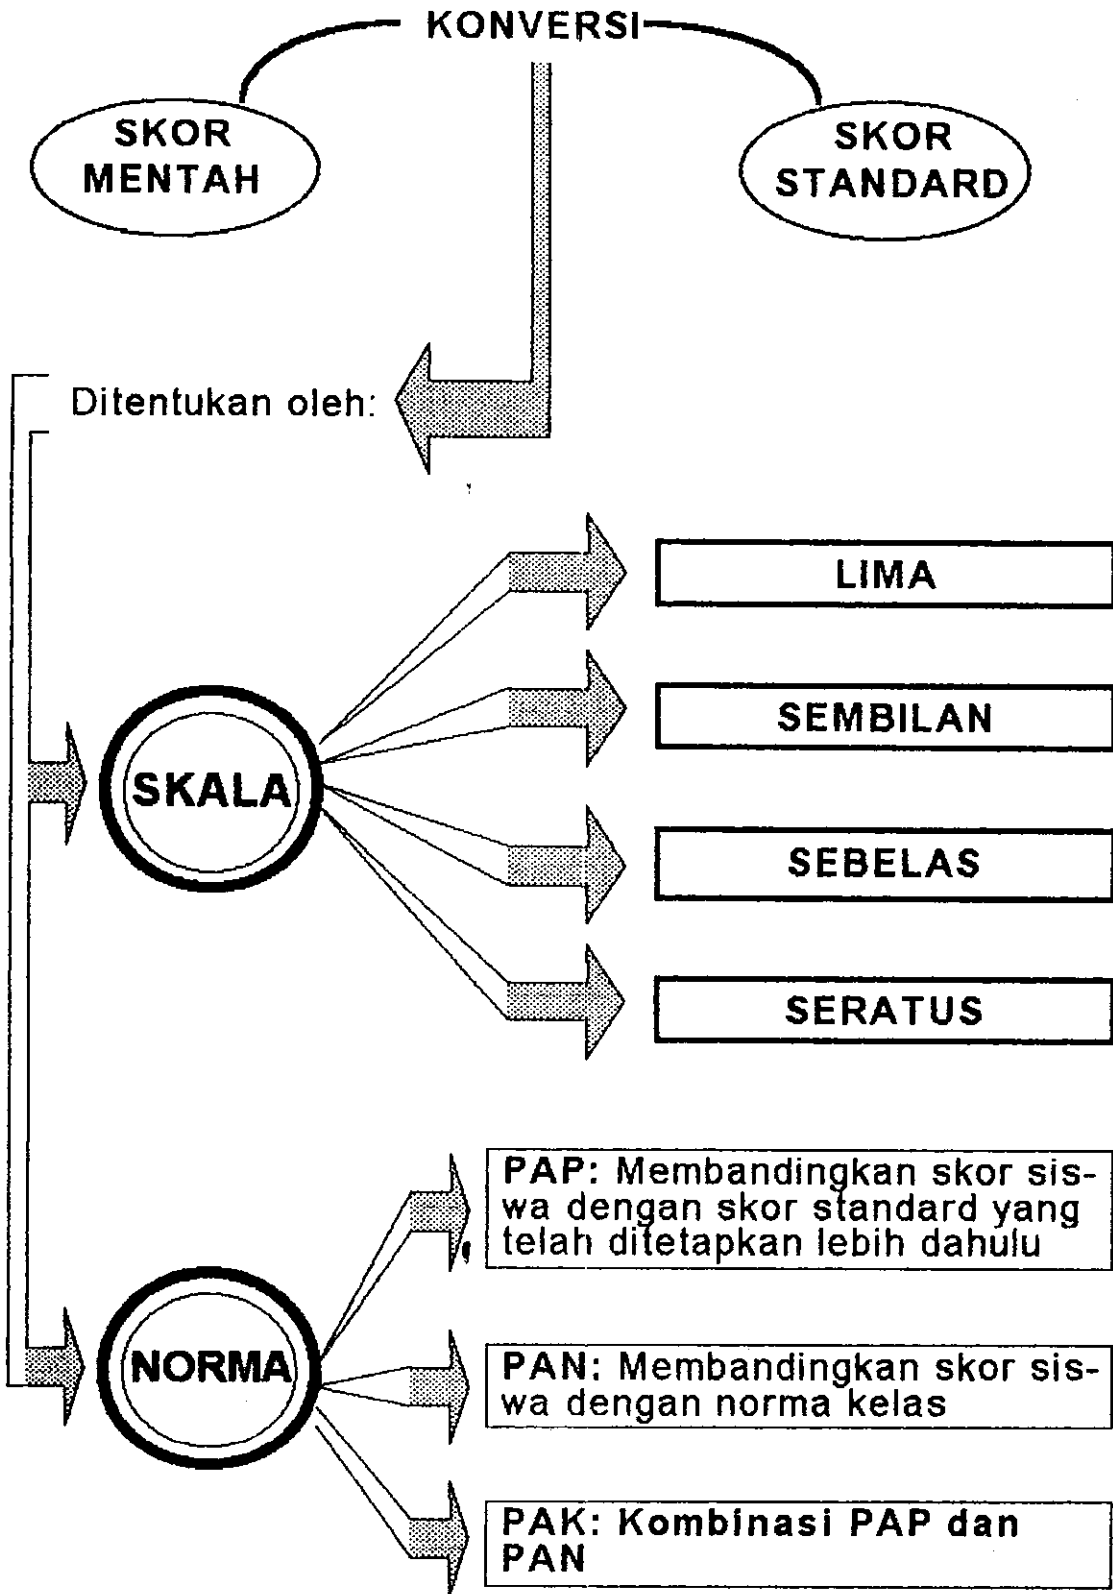 KONVERSI
SKOR
MENTAH
SKOR
STANDARD
Ditentukan oleh:
LIMA
SEMBILAN
SKALA
SEBELAS
SERATUS
PAP: Membandingkan skor sis-
wa dengan skor standard yang
telah ditetapkan lebih dahulu
NORMA
PAN: Membandingkan skor sis-
wa dengan norma kelas
PAK: Kombinasi PAP dan
PAN